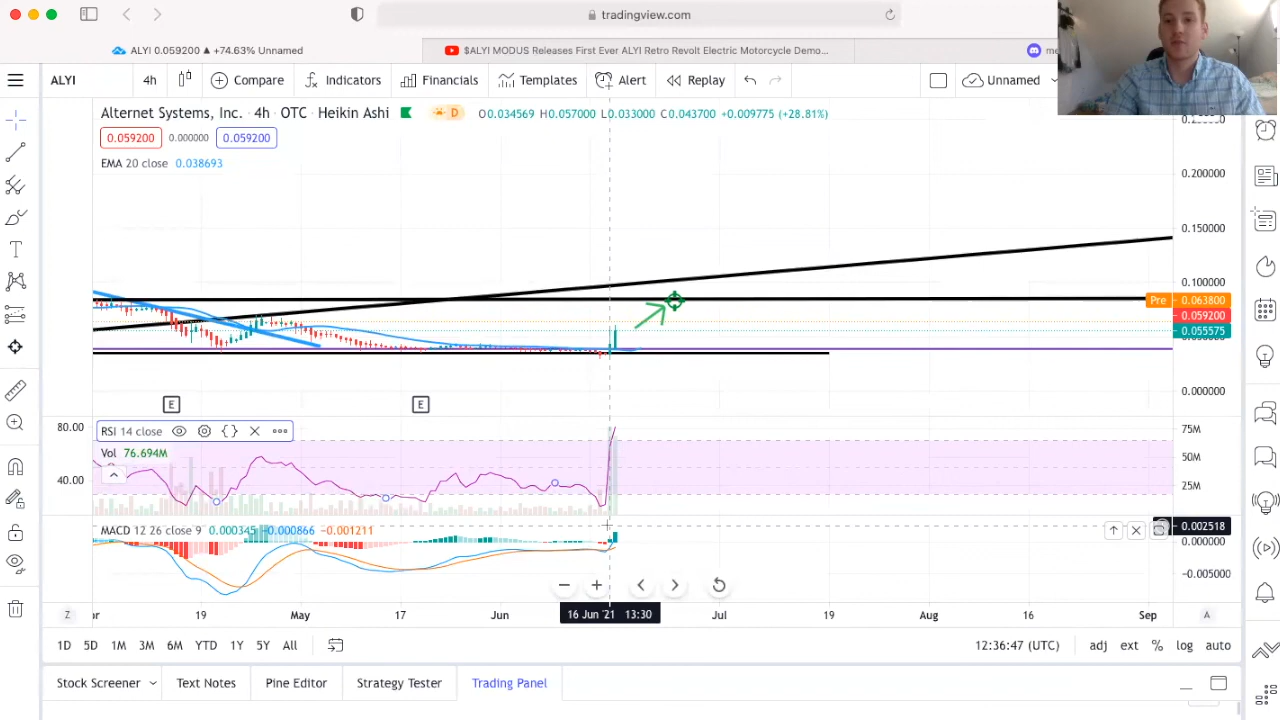 tradingview.com
ALYI 0.059200 ▲ +74.63% Unnamed
$ALYI MODUS Releases First Ever ALYI Retro Revolt Electric Motorcycle Demo...
me
ALYI 4h Compare Indicators Financials Templates Alert Replay Unnamed
Alternet Systems, Inc. · 4h · OTC · Heikin Ashi D O0.034569 H0.057000 L0.033000 C0.043700 +0.009775 (+28.81%)
0.059200 0.000000 0.059200
EMA 20 close 0.038693
0.200000
0.150000
0.100000
Pre 0.063800
0.059200
0.055575
0.000000
E E
RSI 14 close
Vol 76.694M
80.00
40.00
75M
50M
25M
MACD 12 26 close 9 0.000345 -0.000866 -0.001211
0.002518
0.000000
−0.005000
Z 19 May 17 Jun 16 Jun '21 13:30 Jul 19 Aug 16 Sep A
1D 5D 1M 3M 6M YTD 1Y 5Y All 12:36:47 (UTC) adj ext % log auto
Stock Screener Text Notes Pine Editor Strategy Tester Trading Panel